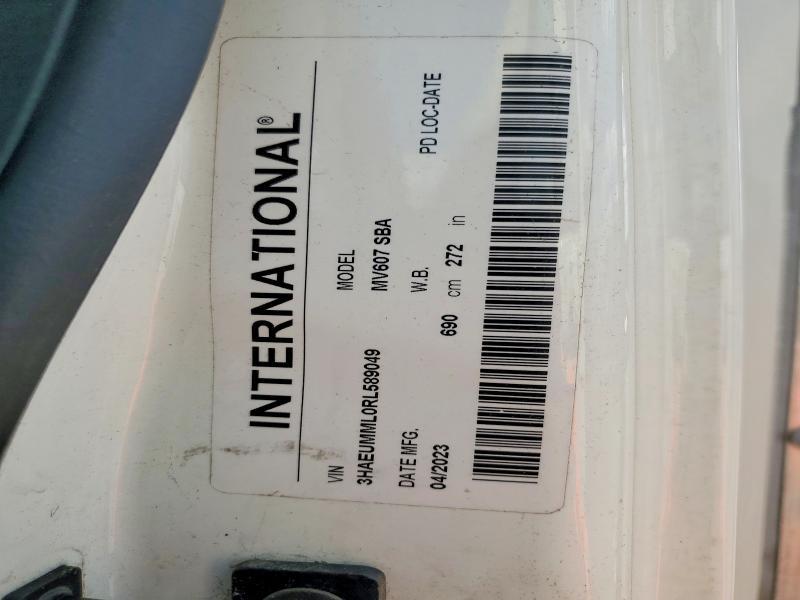 INTERNATIONAL®
VIN MODEL
3HAEUMML0RL589049 MV607 SBA
DATE MFG. W.B. PD LOC-DATE
04/2023 690 cm 272 in